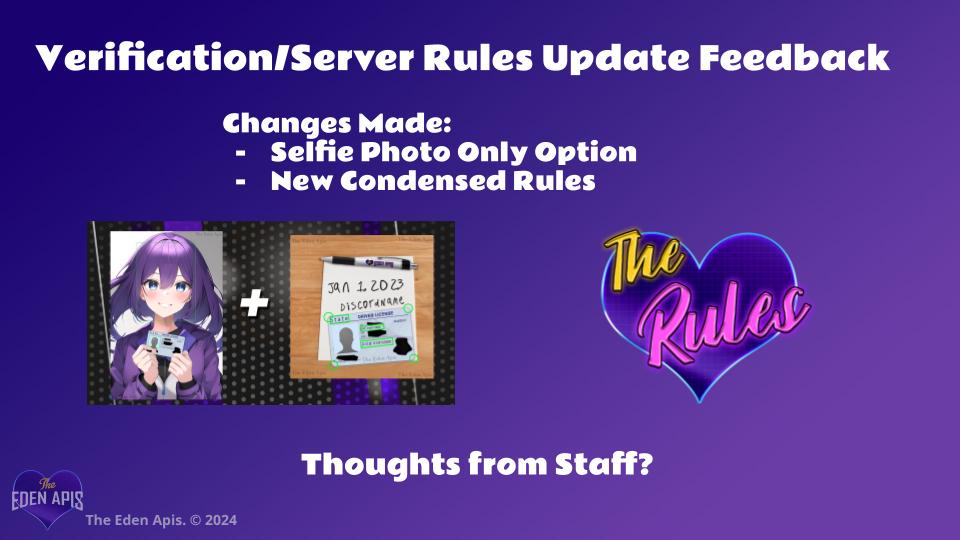 Verification/Server Rules Update Feedback
Changes Made:
- Selfie Photo Only Option
- New Condensed Rules
The Eden Apis
+
Jan 1 2023
DISCORDNAME
State
DRIVER LICENSE
The Eden Apis
The Rules
Thoughts from Staff?
The
EDEN APIS
The Eden Apis. © 2024